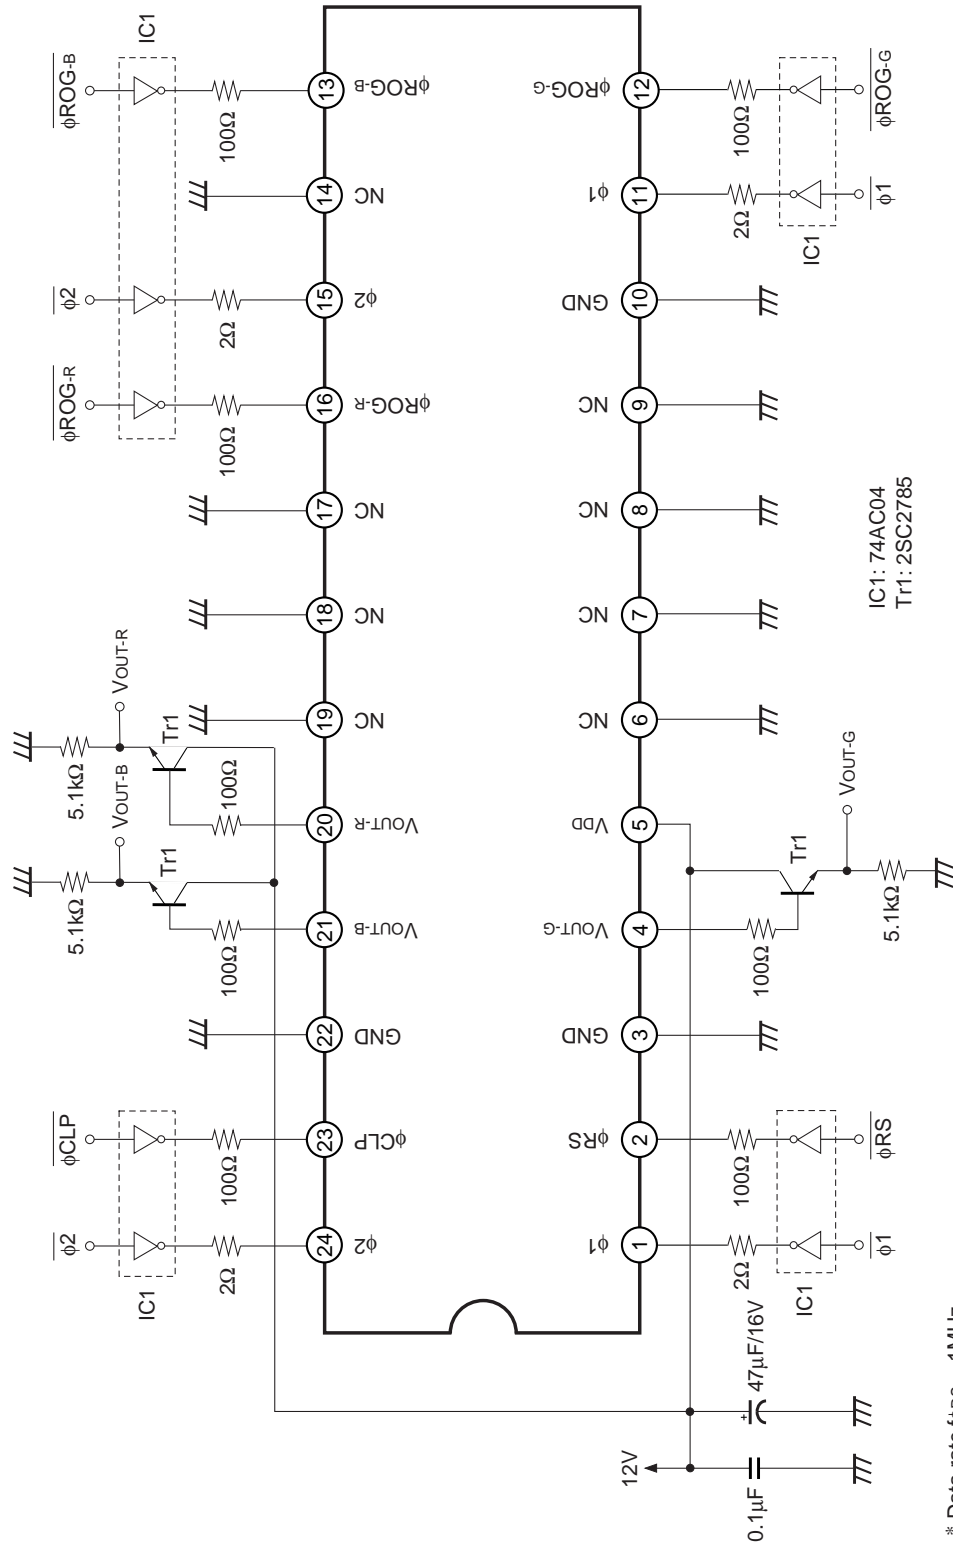 5.1kΩ
5.1kΩ
φ2
φCLP
VOUT-B
VOUT-R
φROG-R
φ2
φROG-B
IC1
Tr1
Tr1
IC1
2Ω
100Ω
100Ω
100Ω
100Ω
2Ω
100Ω
24
23
22
21
20
19
18
17
16
15
14
13
φ2
φCLP
GND
VOUT-B
VOUT-R
NC
NC
NC
φROG-R
φ2
NC
φROG-B
φ1
φRS
GND
VOUT-G
VDD
NC
NC
NC
NC
GND
φ1
φROG-G
1
2
3
4
5
6
7
8
9
10
11
12
12V
0.1µF
+
47µF/16V
2Ω
100Ω
100Ω
Tr1
2Ω
100Ω
IC1
IC1
φ1
φRS
5.1kΩ
VOUT-G
φ1
φROG-G
IC1: 74AC04
Tr1: 2SC2785
* Data rate 1MHz